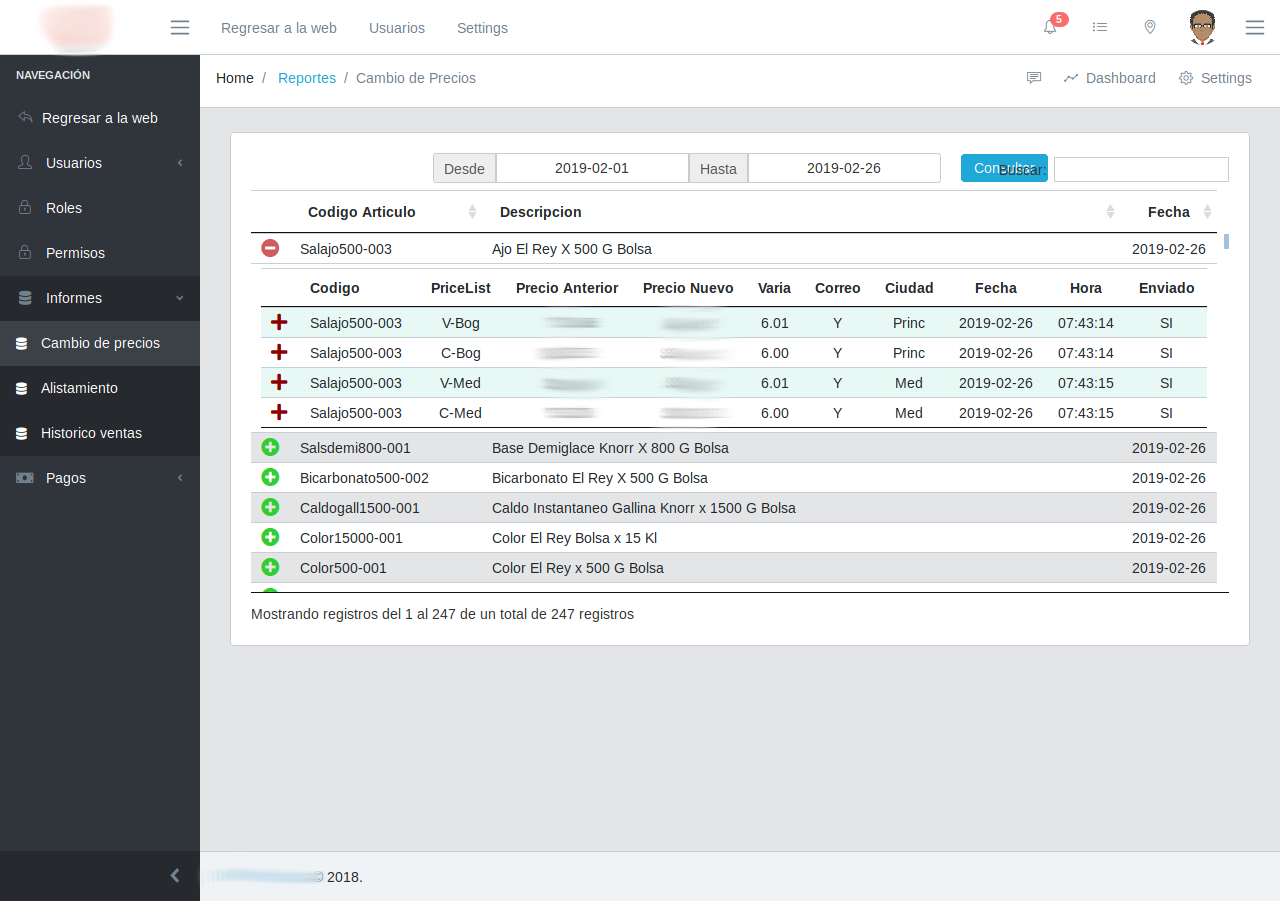 Regresar a la web Usuarios Settings 5
NAVEGACIÓN
Home / Reportes / Cambio de Precios Dashboard Settings
Regresar a la web
Usuarios
Roles
Permisos
Informes
Cambio de precios
Alistamiento
Historico ventas
Pagos
Desde 2019-02-01 Hasta 2019-02-26 Consultar Buscar:
Codigo Articulo Descripcion Fecha
Salajo500-003 Ajo El Rey X 500 G Bolsa 2019-02-26
Codigo PriceList Precio Anterior Precio Nuevo Varia Correo Ciudad Fecha Hora Enviado
Salajo500-003 V-Bog 6.01 Y Princ 2019-02-26 07:43:14 SI
Salajo500-003 C-Bog 6.00 Y Princ 2019-02-26 07:43:14 SI
Salajo500-003 V-Med 6.01 Y Med 2019-02-26 07:43:15 SI
Salajo500-003 C-Med 6.00 Y Med 2019-02-26 07:43:15 SI
Salsdemi800-001 Base Demiglace Knorr X 800 G Bolsa 2019-02-26
Bicarbonato500-002 Bicarbonato El Rey X 500 G Bolsa 2019-02-26
Caldogall1500-001 Caldo Instantaneo Gallina Knorr x 1500 G Bolsa 2019-02-26
Color15000-001 Color El Rey Bolsa x 15 Kl 2019-02-26
Color500-001 Color El Rey x 500 G Bolsa 2019-02-26
Mostrando registros del 1 al 247 de un total de 247 registros
© 2018.